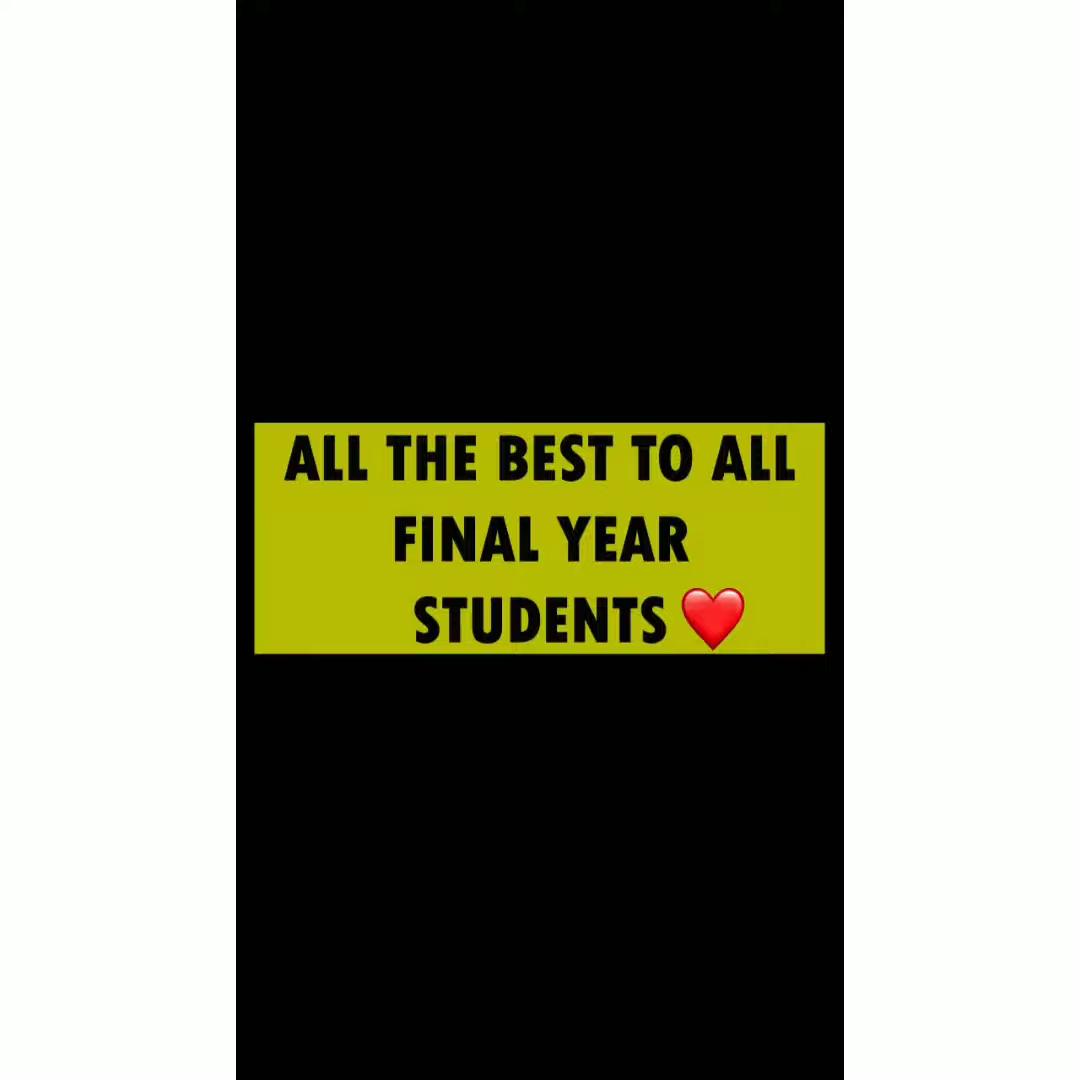 ALL THE BEST TO ALL
FINAL YEAR
STUDENTS ❤️